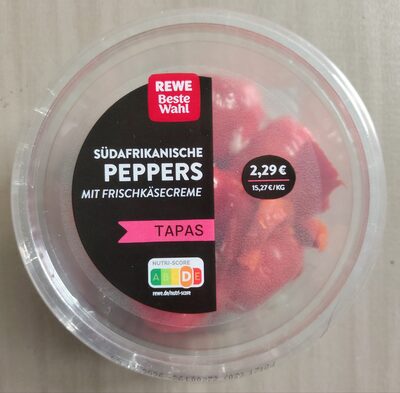 REWE
Beste
Wahl
SÜDAFRIKANISCHE
PEPPERS
MIT FRISCHKÄSECREME
2,29 €
15,27 €/KG
TAPAS
NUTRI-SCORE
A B C D E
rewe.de/nutri-score